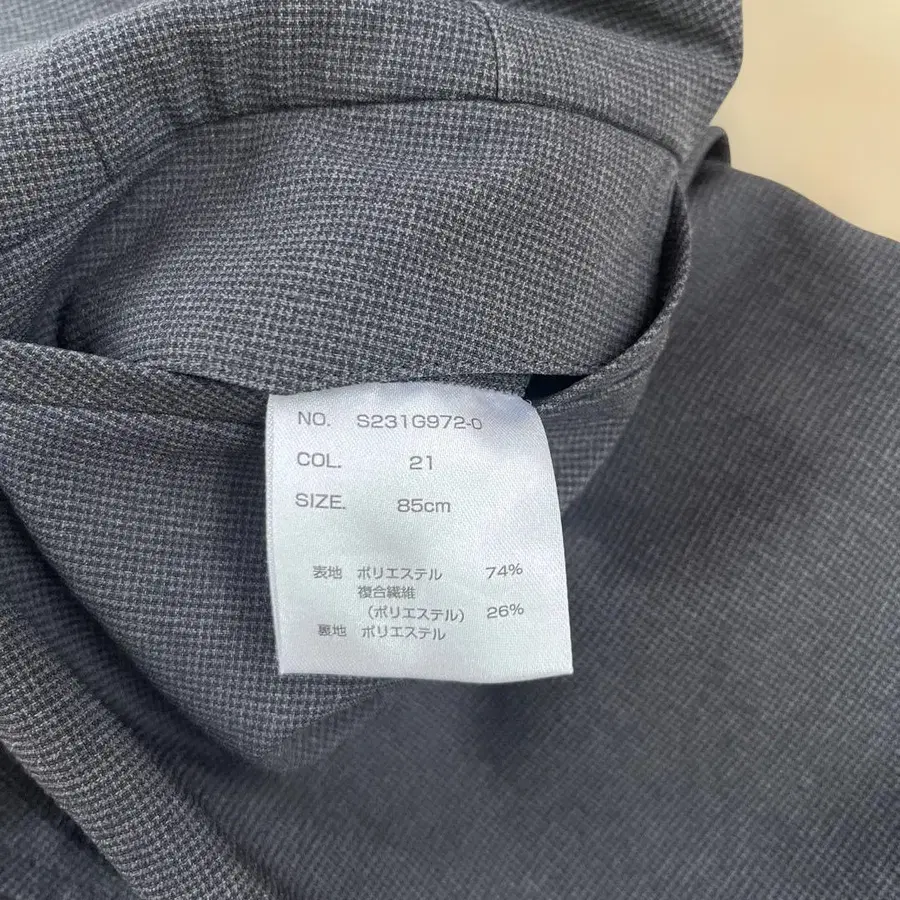 NO. S231G972-0
COL. 21
SIZE. 85cm
表地 ポリエステル 74%
複合繊維
(ポリエステル) 26%
裏地 ポリエステル